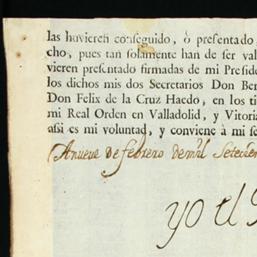 las huvieren conseguido, ò presentado
cho, pues tan solamente han de ser val
vieren presentado firmadas de mi Presid
los dichos mis dos Secretarios Don Ber
Don Felix de la Cruz Haedo, en los ti
mi Real Orden en Valladolid, y Vitoria
assi es mi voluntad, y conviene à mi se
A nueve de febrero de mil Setecien
yo el